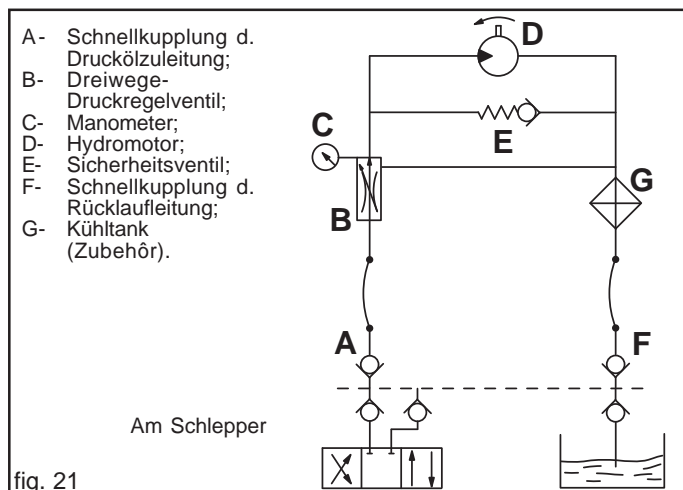 A- Schnellkupplung d.
Druckölzuleitung;
B- Dreiwege-
Druckregelventil;
C- Manometer;
D- Hydromotor;
E- Sicherheitsventil;
F- Schnellkupplung d.
Rücklaufleitung;
G- Kühltank
(Zubehôr).
D
C
E
G
B
A
F
Am Schlepper
fig. 21